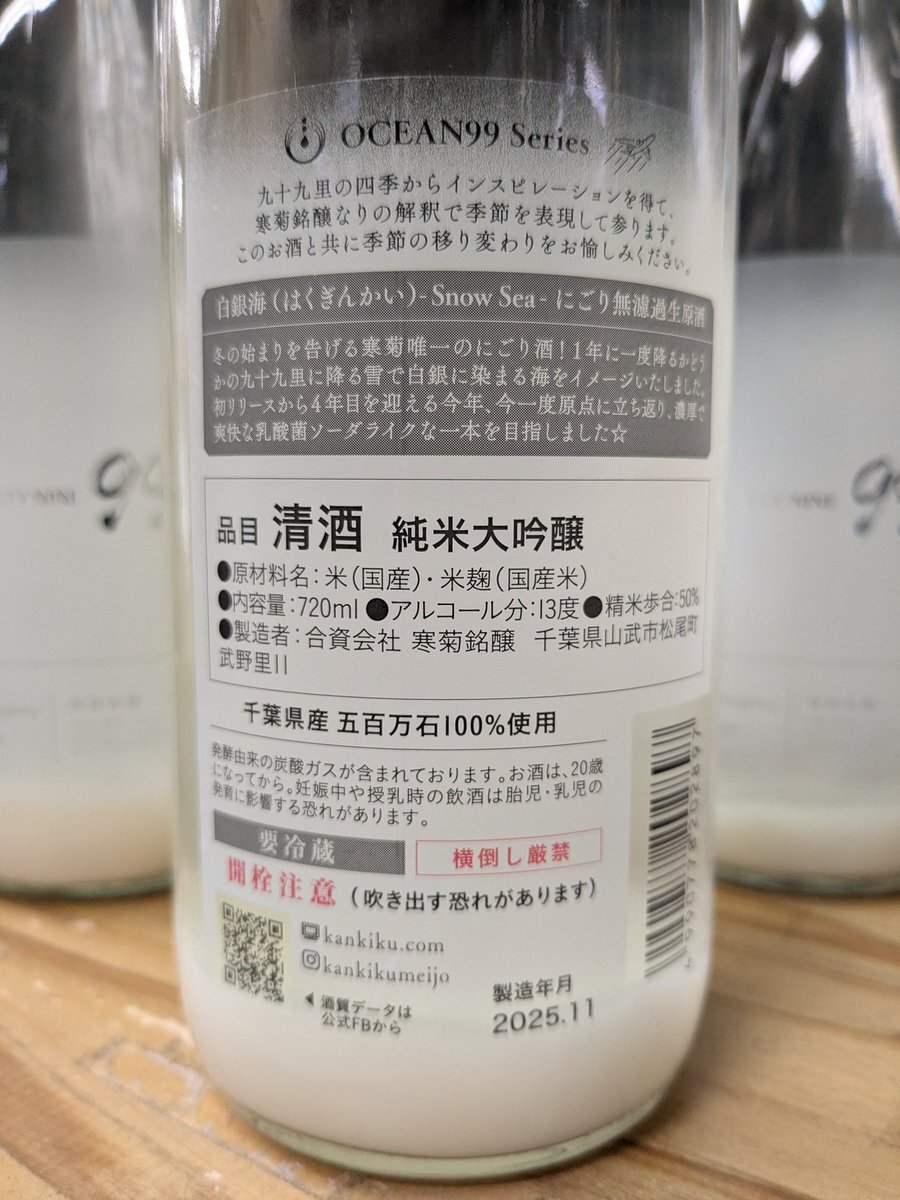 OCEAN99 Series
九十九里の四季からインスピレーションを得て、
寒菊銘醸なりの解釈で季節を表現して参ります。
このお酒と共に季節の移り変わりをお愉しみください。
白銀海（はくぎんかい）- Snow Sea - にごり無濾過生原酒
冬の始まりを告げる寒菊唯一のにごり酒！1年に一度降るかどう
かの九十九里に降る雪で白銀に染まる海をイメージいたしました。
初リリースから4年目を迎える今年、今一度原点に立ち返り、濃厚で
爽快な乳酸菌ソーダライクな一本を目指しました☆
品目 清酒 純米大吟醸
●原材料名：米（国産）・米麹（国産米）
●内容量：720ml ●アルコール分：13度 ●精米歩合：50%
●製造者：合資会社 寒菊銘醸 千葉県山武市松尾町
武野里11
千葉県産 五百万石100%使用
発酵由来の炭酸ガスが含まれております。お酒は、20歳
になってから。妊娠中や授乳時の飲酒は胎児・乳児の
発育に影響する恐れがあります。
要冷蔵
横倒し厳禁
開栓注意（吹き出す恐れがあります）
kankiku.com
kankikumeijo
◀酒質データは
公式FBから
製造年月
2025.11
NINE
99